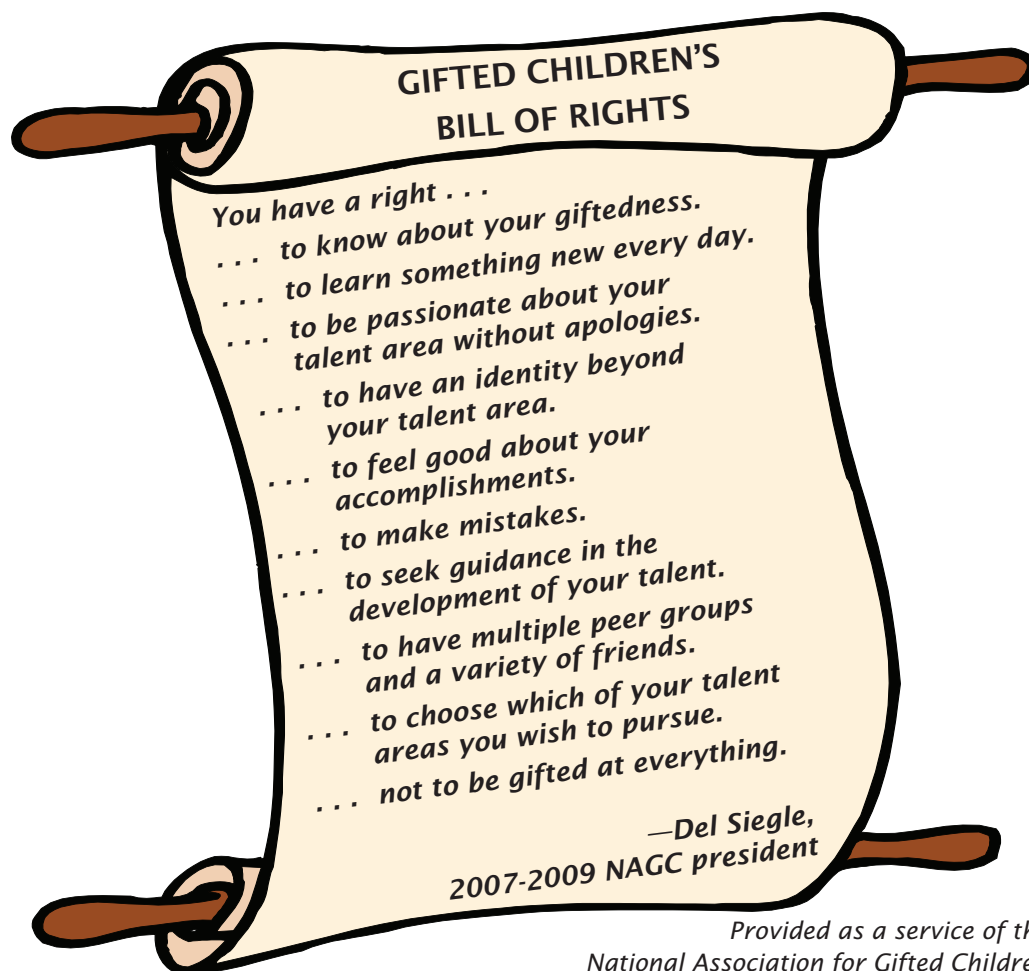 GIFTED CHILDREN'S
BILL OF RIGHTS
You have a right . . .
. . . to know about your giftedness.
. . . to learn something new every day.
. . . to be passionate about your
talent area without apologies.
. . . to have an identity beyond
your talent area.
. . . to feel good about your
accomplishments.
. . . to make mistakes.
. . . to seek guidance in the
development of your talent.
. . . to have multiple peer groups
and a variety of friends.
. . . to choose which of your talent
areas you wish to pursue.
. . . not to be gifted at everything.
—Del Siegle,
2007-2009 NAGC president
Provided as a service of th
National Association for Gifted Childre